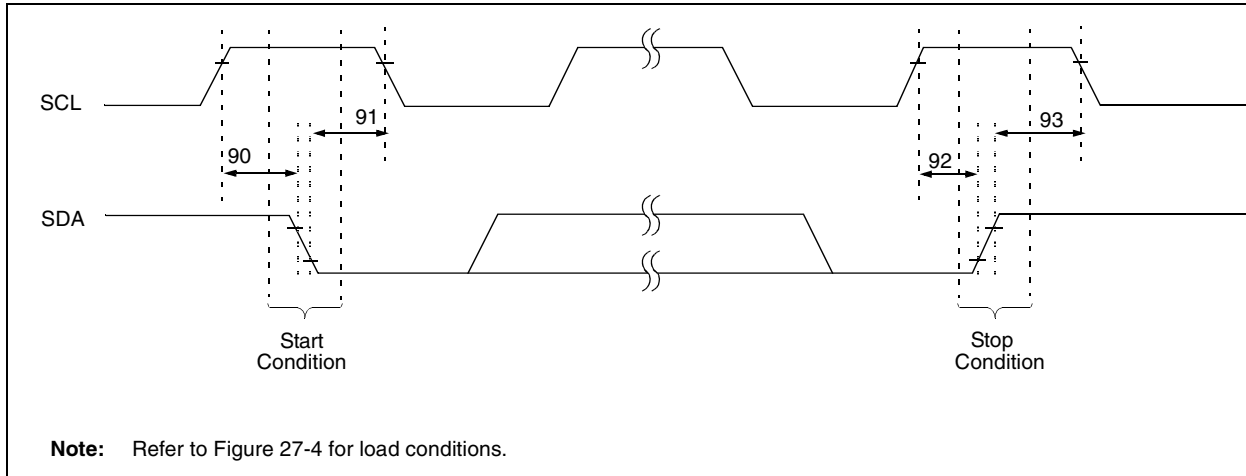 SCL
91
93
90
92
SDA
Start
Condition
Stop
Condition
Note: Refer to Figure 27-4 for load conditions.